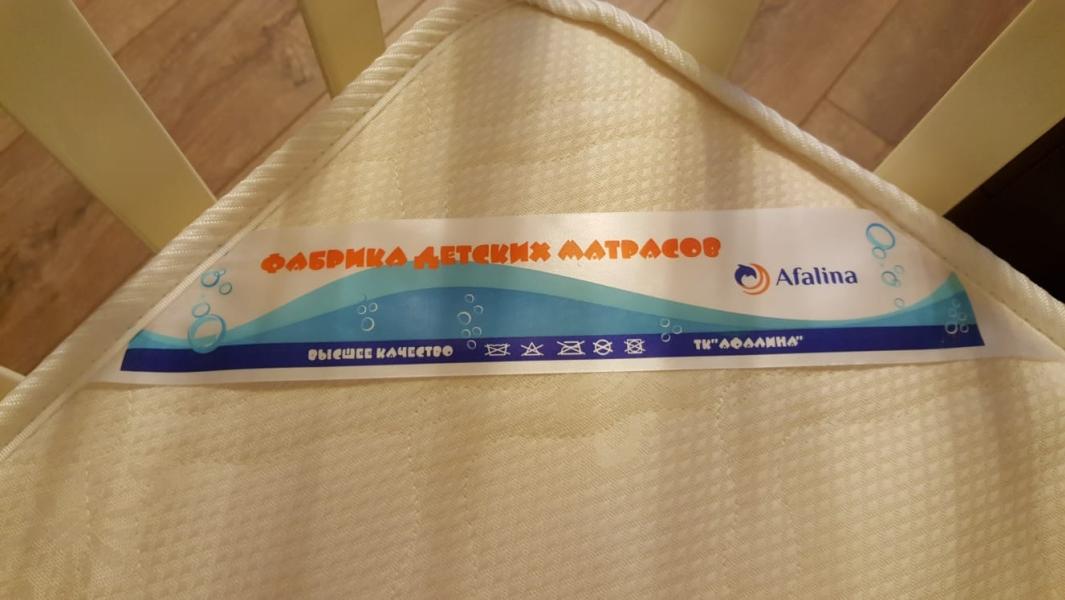 ФАБРИКА ДЕТСКИХ МАТРАСОВ
Afalina
ВЫСШЕЕ КАЧЕСТВО
ТК"АФАЛИНА"